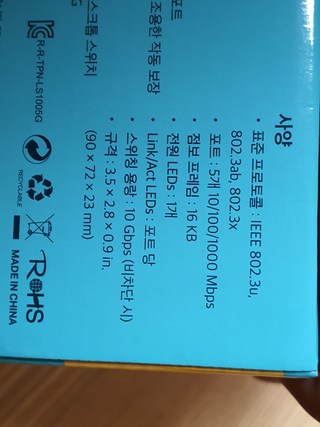 포트
조용한 작동 보장
스크톱 스위치
G
사양
• 표준 프로토콜 : IEEE 802.3u,
802.3ab, 802.3x
• 포트 : 5개 10/100/1000 Mbps
• 점보 프레임 : 16 KB
• 전원 LEDs : 1개
• Link/Act LEDs : 포트 당
• 스위칭 용량 : 10 Gbps (비차단 시)
• 규격 : 3.5 × 2.8 × 0.9 in.
(90 × 72 × 23 mm)
R-R-TPN-LS1005G
RECYCLABLE
RoHS
MADE IN CHINA